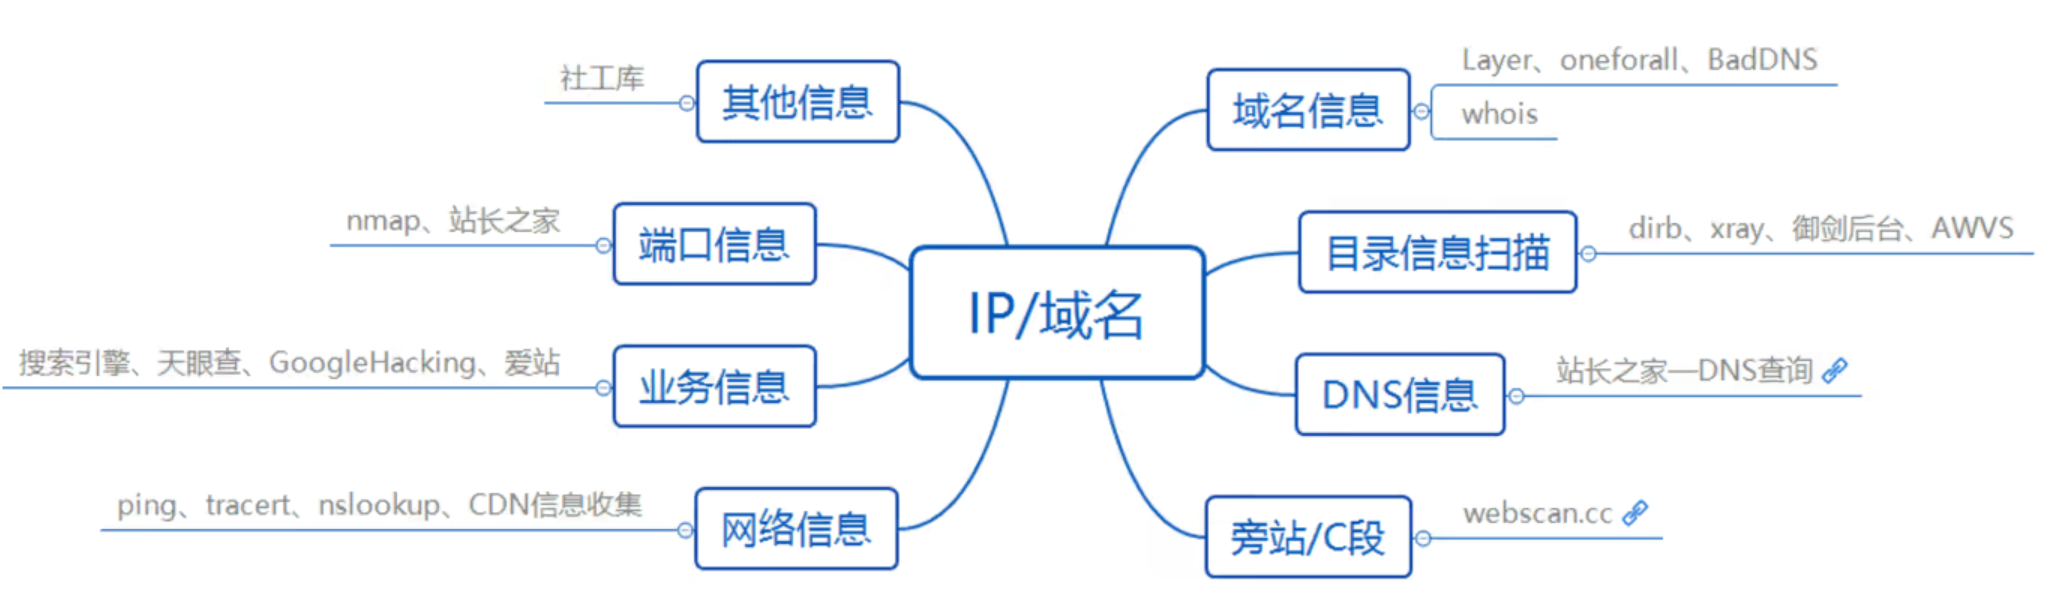 IP/域名
域名信息
Layer、oneforall、BadDNS
whois
目录信息扫描
dirb、xray、御剑后台、AWVS
DNS信息
站长之家—DNS查询
旁站/C段
webscan.cc
其他信息
社工库
端口信息
nmap、站长之家
业务信息
搜索引擎、天眼查、GoogleHacking、爱站
网络信息
ping、tracert、nslookup、CDN信息收集